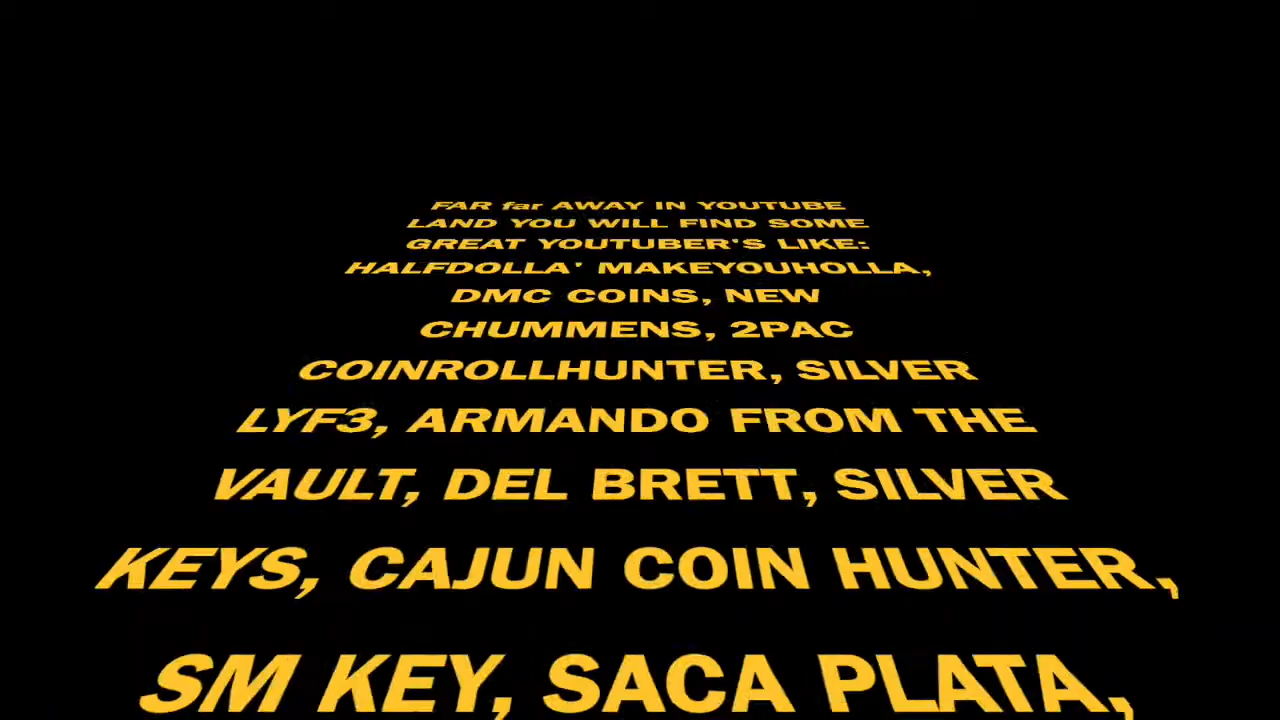 FAR far AWAY IN YOUTUBE
LAND YOU WILL FIND SOME
GREAT YOUTUBER'S LIKE:
HALFDOLLA' MAKEYOUHOLLA,
DMC COINS, NEW
CHUMMENS, 2PAC
COINROLLHUNTER, SILVER
LYF3, ARMANDO FROM THE
VAULT, DEL BRETT, SILVER
KEYS, CAJUN COIN HUNTER,
SM KEY, SACA PLATA,